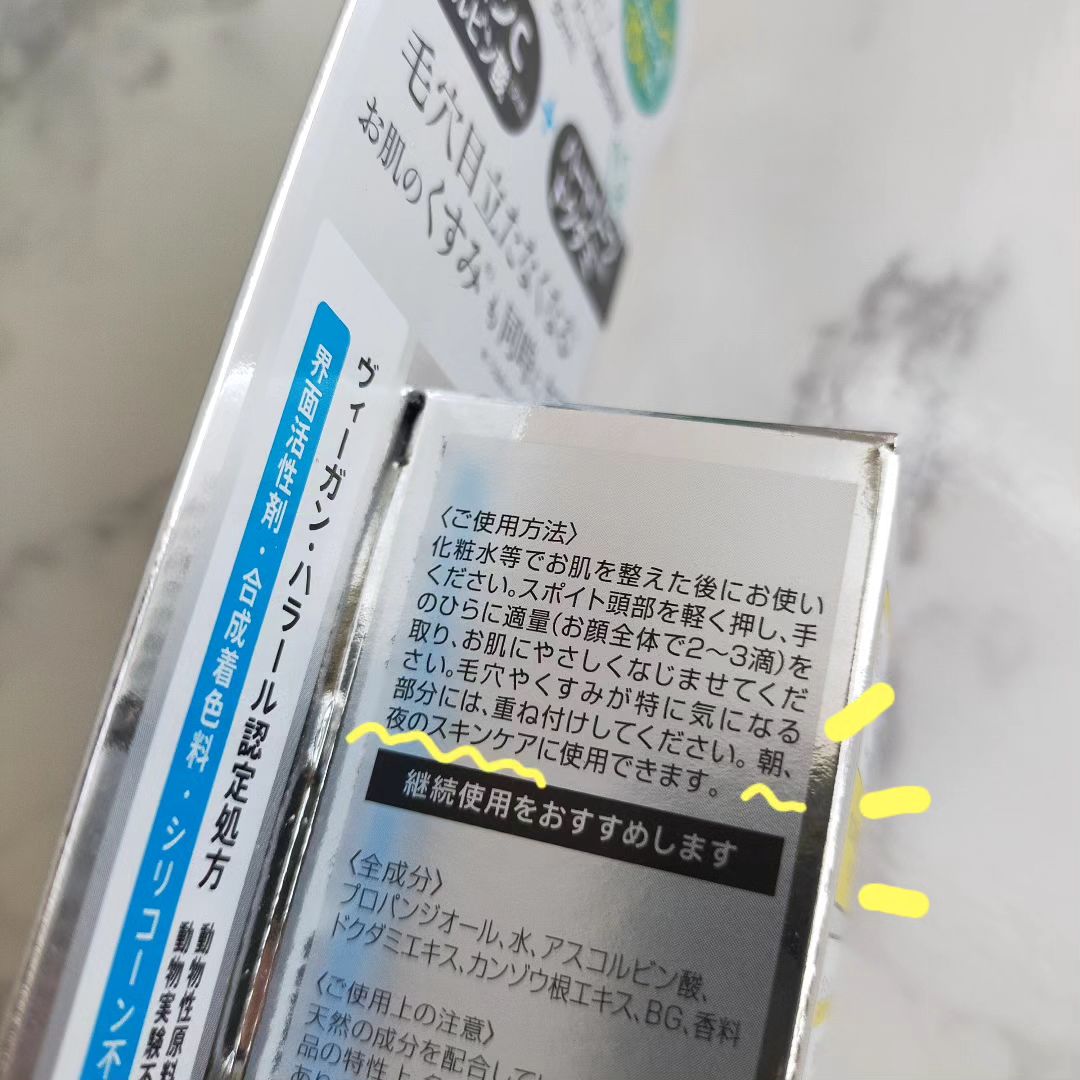 毛穴目立たなくなる
お肌のくすみ
も同時
ヴィーガン・ハラール認定処方
界面活性剤・合成着色料・シリコーン不
動物性原料
動物実験不
〈ご使用方法〉
化粧水等でお肌を整えた後にお使い
ください。スポイト頭部を軽く押し、手
のひらに適量(お顔全体で2〜3滴)を
取り、お肌にやさしくなじませてくだ
さい。毛穴やくすみが特に気になる
部分には、重ね付けしてください。朝、
夜のスキンケアに使用できます。
継続使用をおすすめします
〈全成分〉
プロパンジオール、水、アスコルビン酸、
ドクダミエキス、カンゾウ根エキス、BG、香料
〈ご使用上の注意〉
天然の成分を配合してい
品の特性上